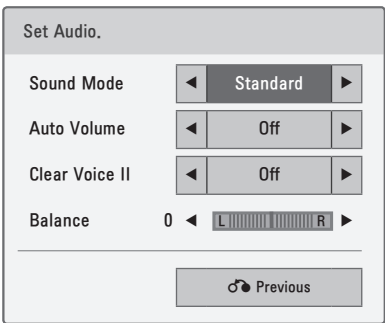 Set Audio.
Sound Mode ◀ Standard ▶
Auto Volume ◀ Off ▶
Clear Voice II ◀ Off ▶
Balance 0 ◀ L R ▶
Previous